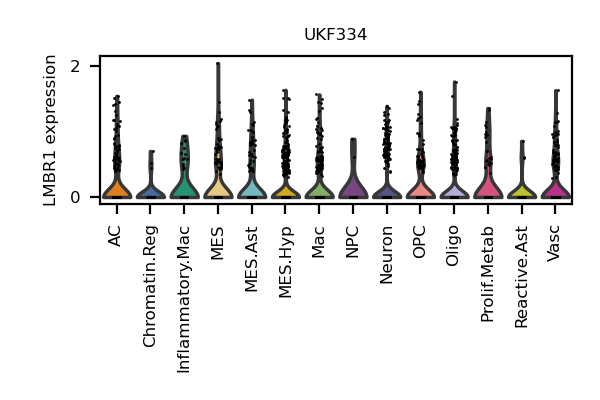 UKF334
LMBR1 expression
2
0
AC
Chromatin.Reg
Inflammatory.Mac
MES
MES.Ast
MES.Hyp
Mac
NPC
Neuron
OPC
Oligo
Prolif.Metab
Reactive.Ast
Vasc